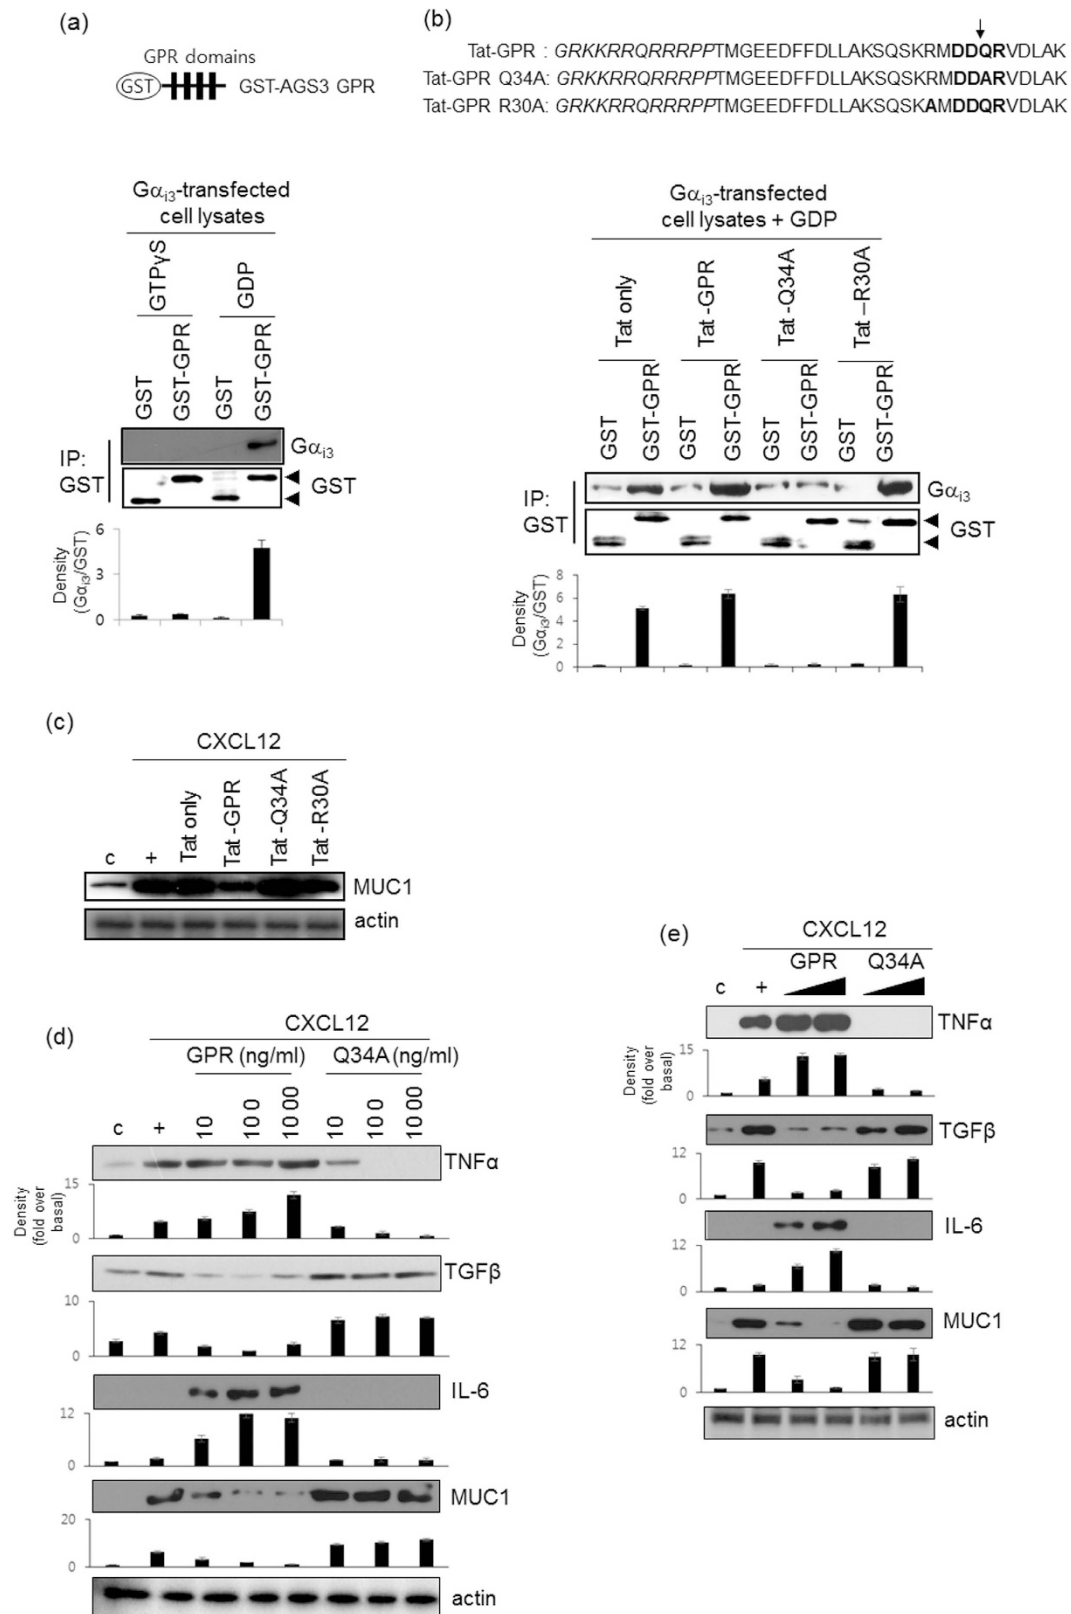 (a)
GPR domains
GST
GST-AGS3 GPR
Gαi3-transfected
cell lysates
GTPγS
GDP
GST
GST-GPR
GST
GST-GPR
IP:
GST
Gαi3
GST
Density
(Gαi3/GST)
6
3
0
(b)
Tat-GPR : GRKKRRQRRRPPTMGEEDFFDLLAKSQSKRMDDQRVDLAK
Tat-GPR Q34A: GRKKRRQRRRPPTMGEEDFFDLLAKSQSKRMDDARVDLAK
Tat-GPR R30A: GRKKRRQRRRPPTMGEEDFFDLLAKSQSKAMDDQRVDLAK
Gαi3-transfected
cell lysates + GDP
Tat only
Tat -GPR
Tat -Q34A
Tat –R30A
GST
GST-GPR
GST
GST-GPR
GST
GST-GPR
GST
GST-GPR
IP:
GST
Gαi3
GST
Density
(Gαi3/GST)
8
6
4
2
0
(c)
CXCL12
c
+
Tat only
Tat -GPR
Tat -Q34A
Tat -R30A
MUC1
actin
(d)
CXCL12
GPR (ng/ml) Q34A (ng/ml)
c + 10 100 1000 10 100 1000
TNFα
Density
(fold over
basal)
15
0
TGFβ
10
0
IL-6
12
0
MUC1
20
0
actin
(e)
CXCL12
GPR Q34A
c +
TNFα
Density
(fold over
basal)
15
0
TGFβ
12
0
IL-6
12
0
MUC1
12
0
actin